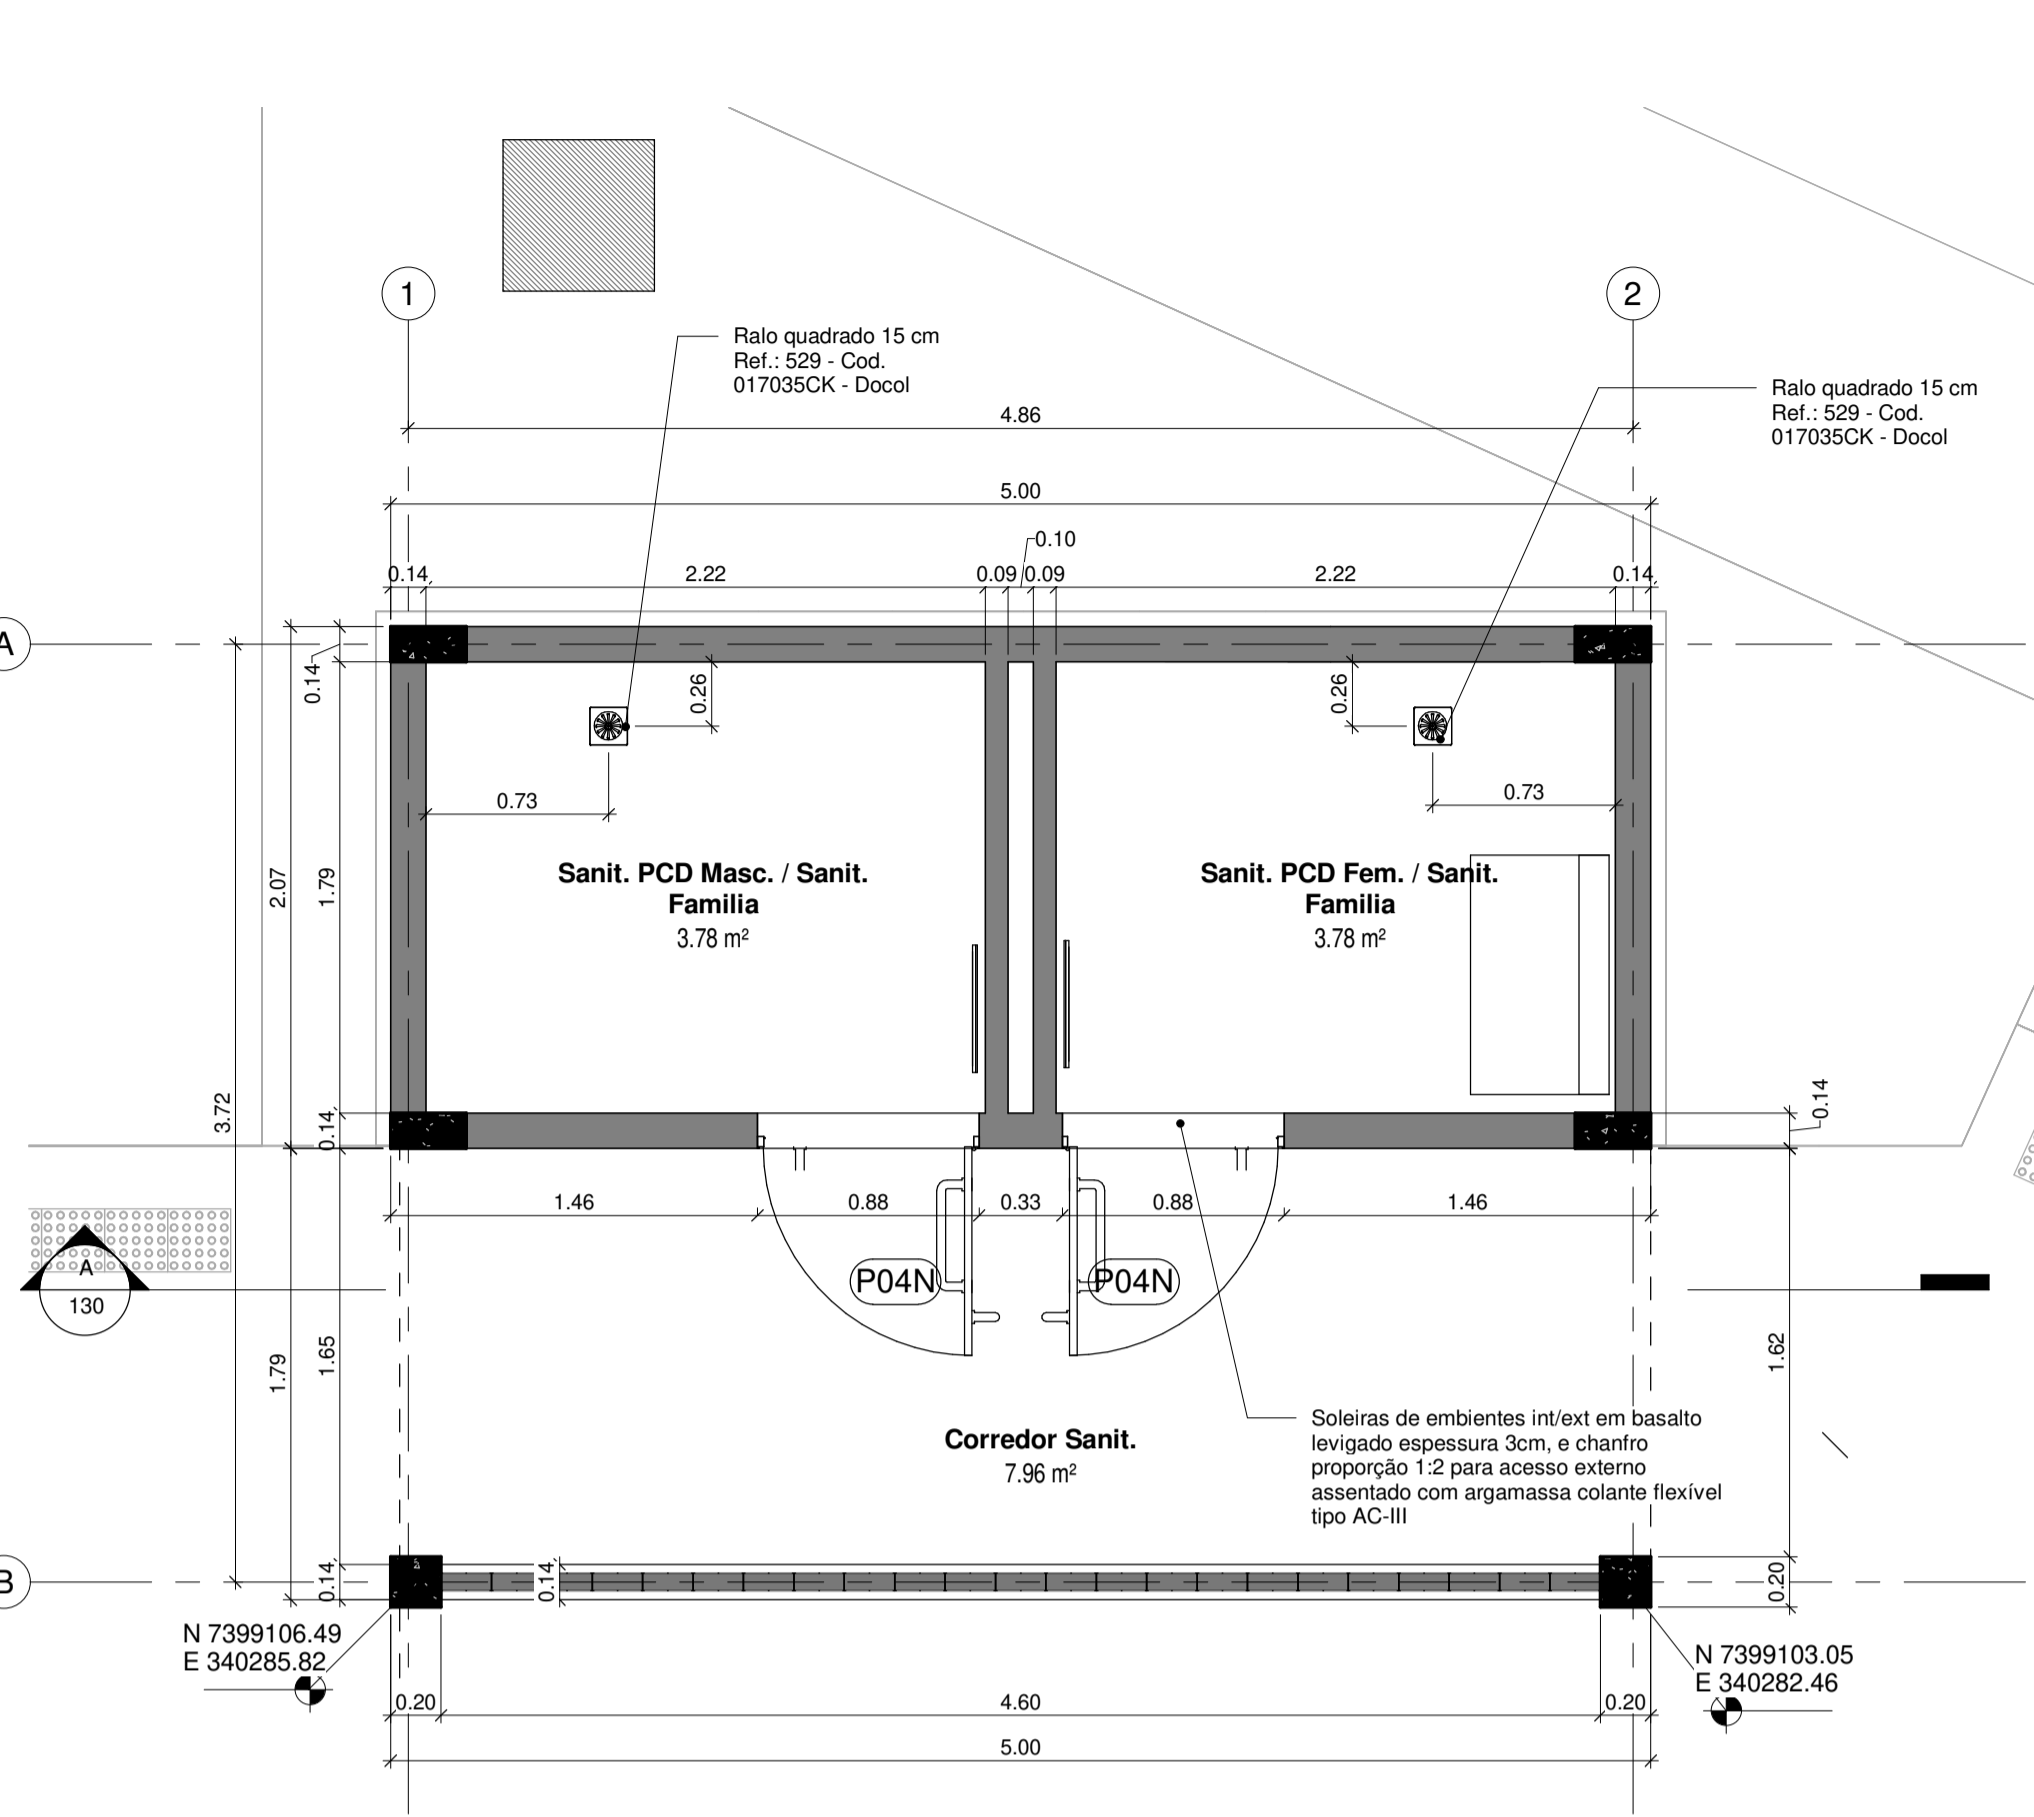 1
2
Ralo quadrado 15 cm
Ref.: 529 - Cod.
017035CK - Docol
Ralo quadrado 15 cm
Ref.: 529 - Cod.
017035CK - Docol
4.86
5.00
0.10
0.14
2.22
0.09
0.09
2.22
0.14
A
0.14
0.26
0.26
0.73
0.73
2.07
1.79
Sanit. PCD Masc. / Sanit.
Familia
3.78 m²
Sanit. PCD Fem. / Sanit.
Familia
3.78 m²
3.72
0.14
0.14
1.46
0.88
0.33
0.88
1.46
A
130
P04N
P04N
1.79
1.65
1.62
Corredor Sanit.
7.96 m²
Soleiras de embientes int/ext em basalto
levigado espessura 3cm, e chanfro
proporção 1:2 para acesso externo
assentado com argamassa colante flexível
tipo AC-III
B
0.14
0.14
0.20
N 7399106.49
E 340285.82
N 7399103.05
E 340282.46
0.20
4.60
0.20
5.00